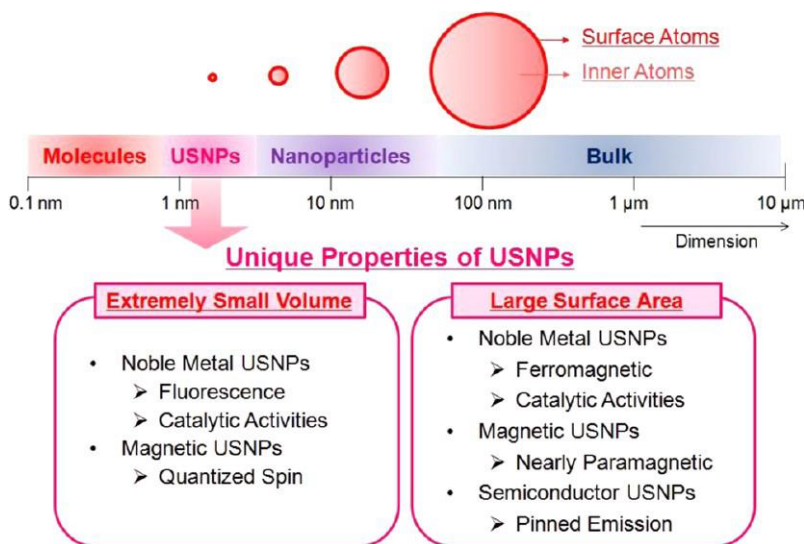 Surface Atoms
Inner Atoms
Molecules USNPs Nanoparticles Bulk
0.1 nm 1 nm 10 nm 100 nm 1 μm 10 μm
Dimension
Unique Properties of USNPs
Extremely Small Volume
• Noble Metal USNPs
➢ Fluorescence
➢ Catalytic Activities
• Magnetic USNPs
➢ Quantized Spin
Large Surface Area
• Noble Metal USNPs
➢ Ferromagnetic
➢ Catalytic Activities
• Magnetic USNPs
➢ Nearly Paramagnetic
• Semiconductor USNPs
➢ Pinned Emission